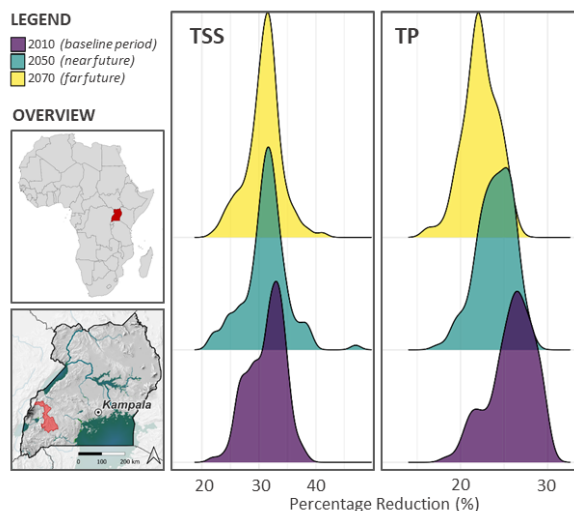 LEGEND
2010 (baseline period)
2050 (near future)
2070 (far future)
OVERVIEW
Kampala
0 100 200 km
TSS
TP
20 30 40
20 30
Percentage Reduction (%)